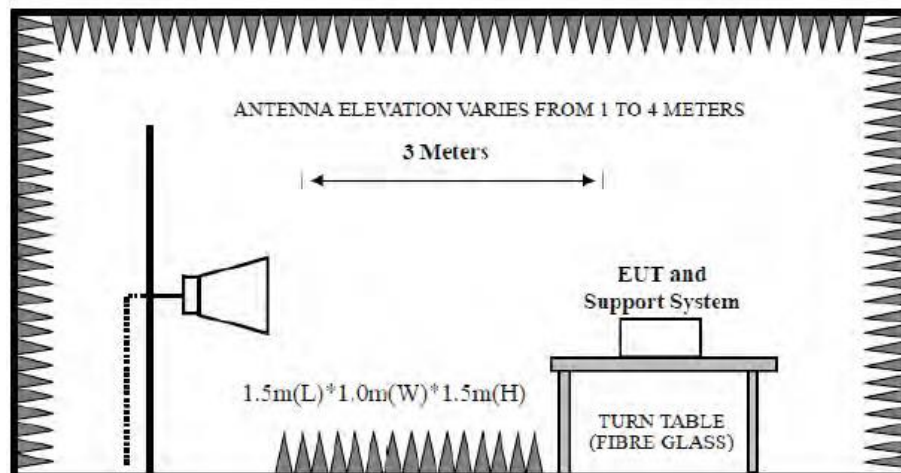 ANTENNA ELEVATION VARIES FROM 1 TO 4 METERS
3 Meters
EUT and
Support System
1.5m(L)*1.0m(W)*1.5m(H)
TURN TABLE
(FIBRE GLASS)